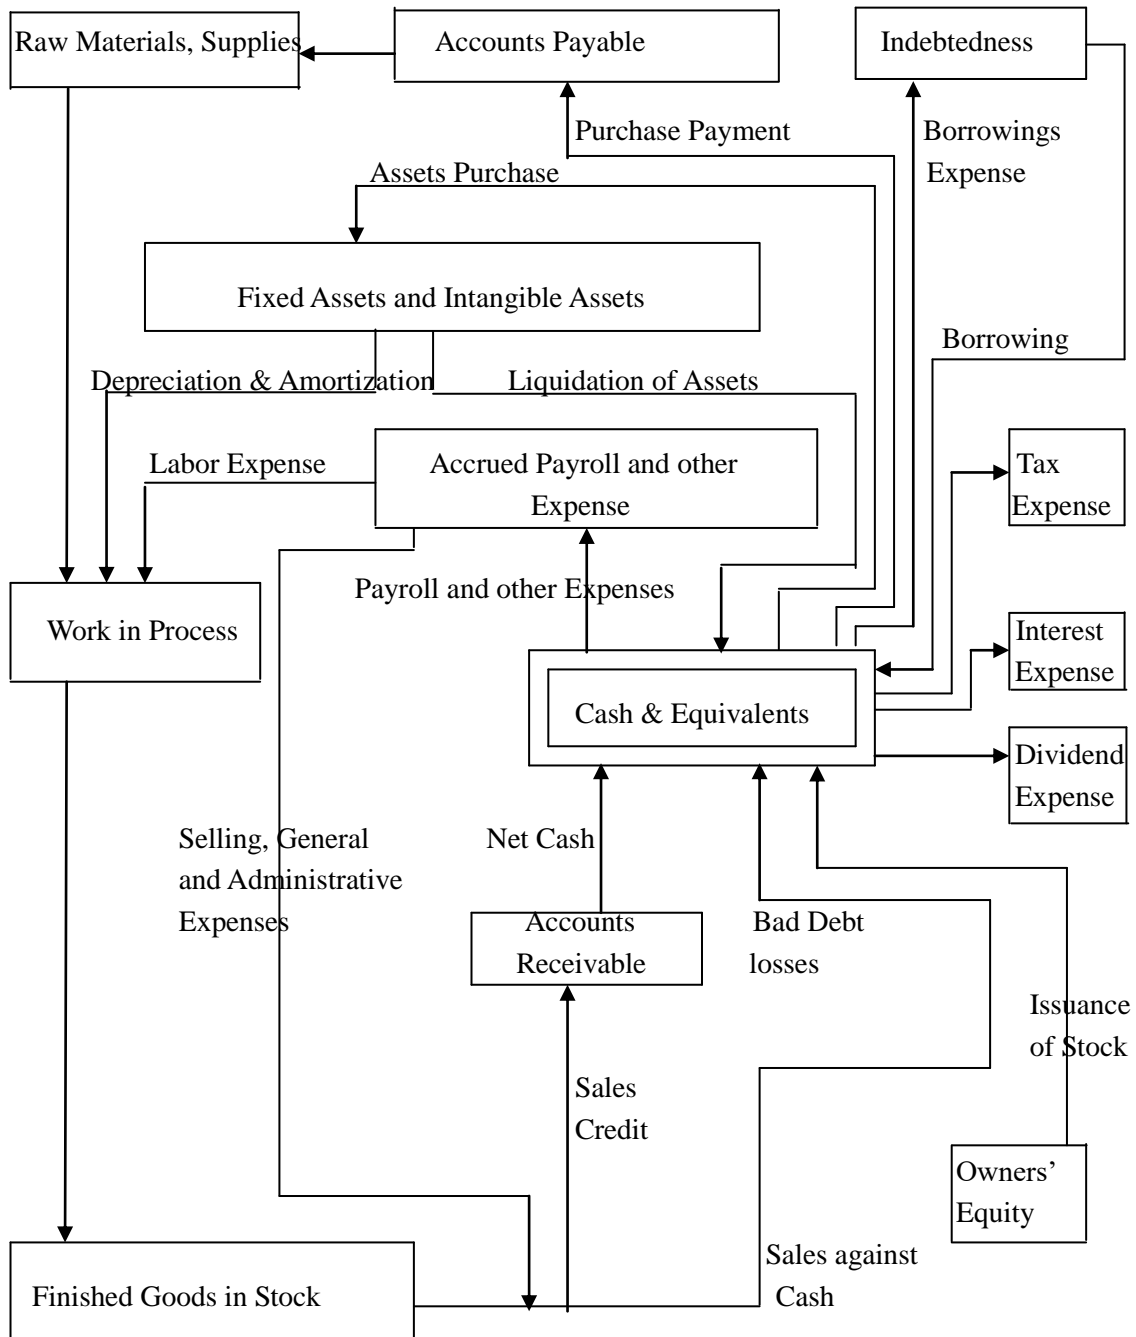 Raw Materials, Supplies
Accounts Payable
Indebtedness
Purchase Payment
Borrowings
Expense
Assets Purchase
Fixed Assets and Intangible Assets
Borrowing
Depreciation & Amortization
Liquidation of Assets
Labor Expense
Accrued Payroll and other
Expense
Tax
Expense
Payroll and other Expenses
Work in Process
Interest
Expense
Cash & Equivalents
Dividend
Expense
Selling, General
and Administrative
Expenses
Net Cash
Accounts
Receivable
Bad Debt
losses
Issuance
of Stock
Sales
Credit
Owners’
Equity
Sales against
Cash
Finished Goods in Stock